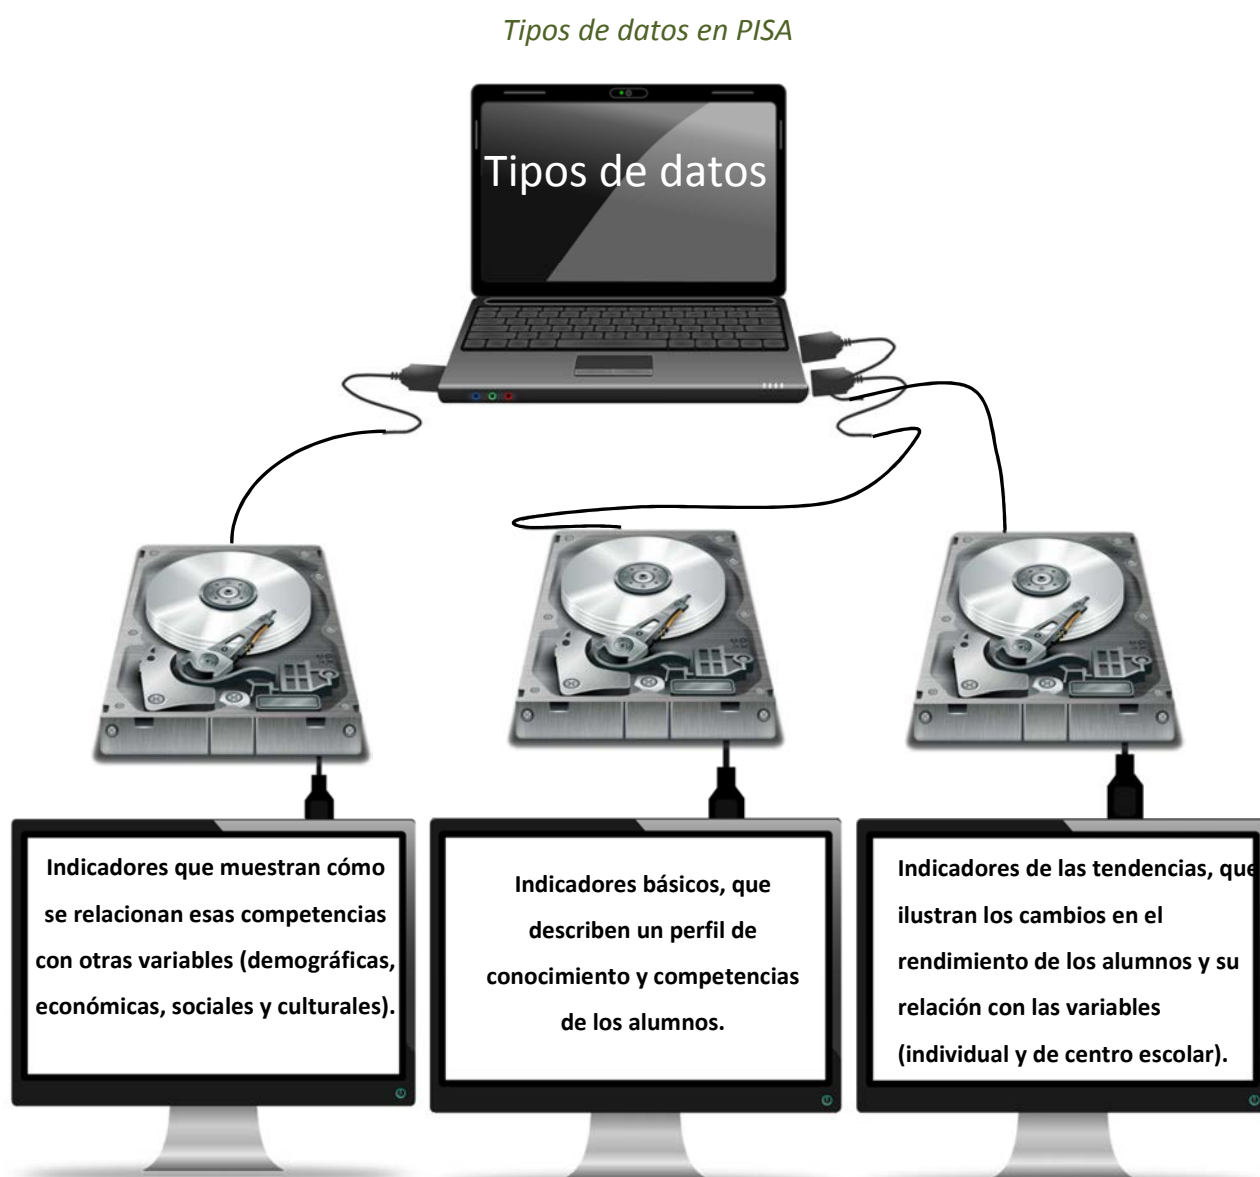 Tipos de datos en PISA
Tipos de datos
Indicadores que muestran cómo
se relacionan esas competencias
con otras variables (demográficas,
económicas, sociales y culturales).
Indicadores básicos, que
describen un perfil de
conocimiento y competencias
de los alumnos.
Indicadores de las tendencias, que
ilustran los cambios en el
rendimiento de los alumnos y su
relación con las variables
(individual y de centro escolar).